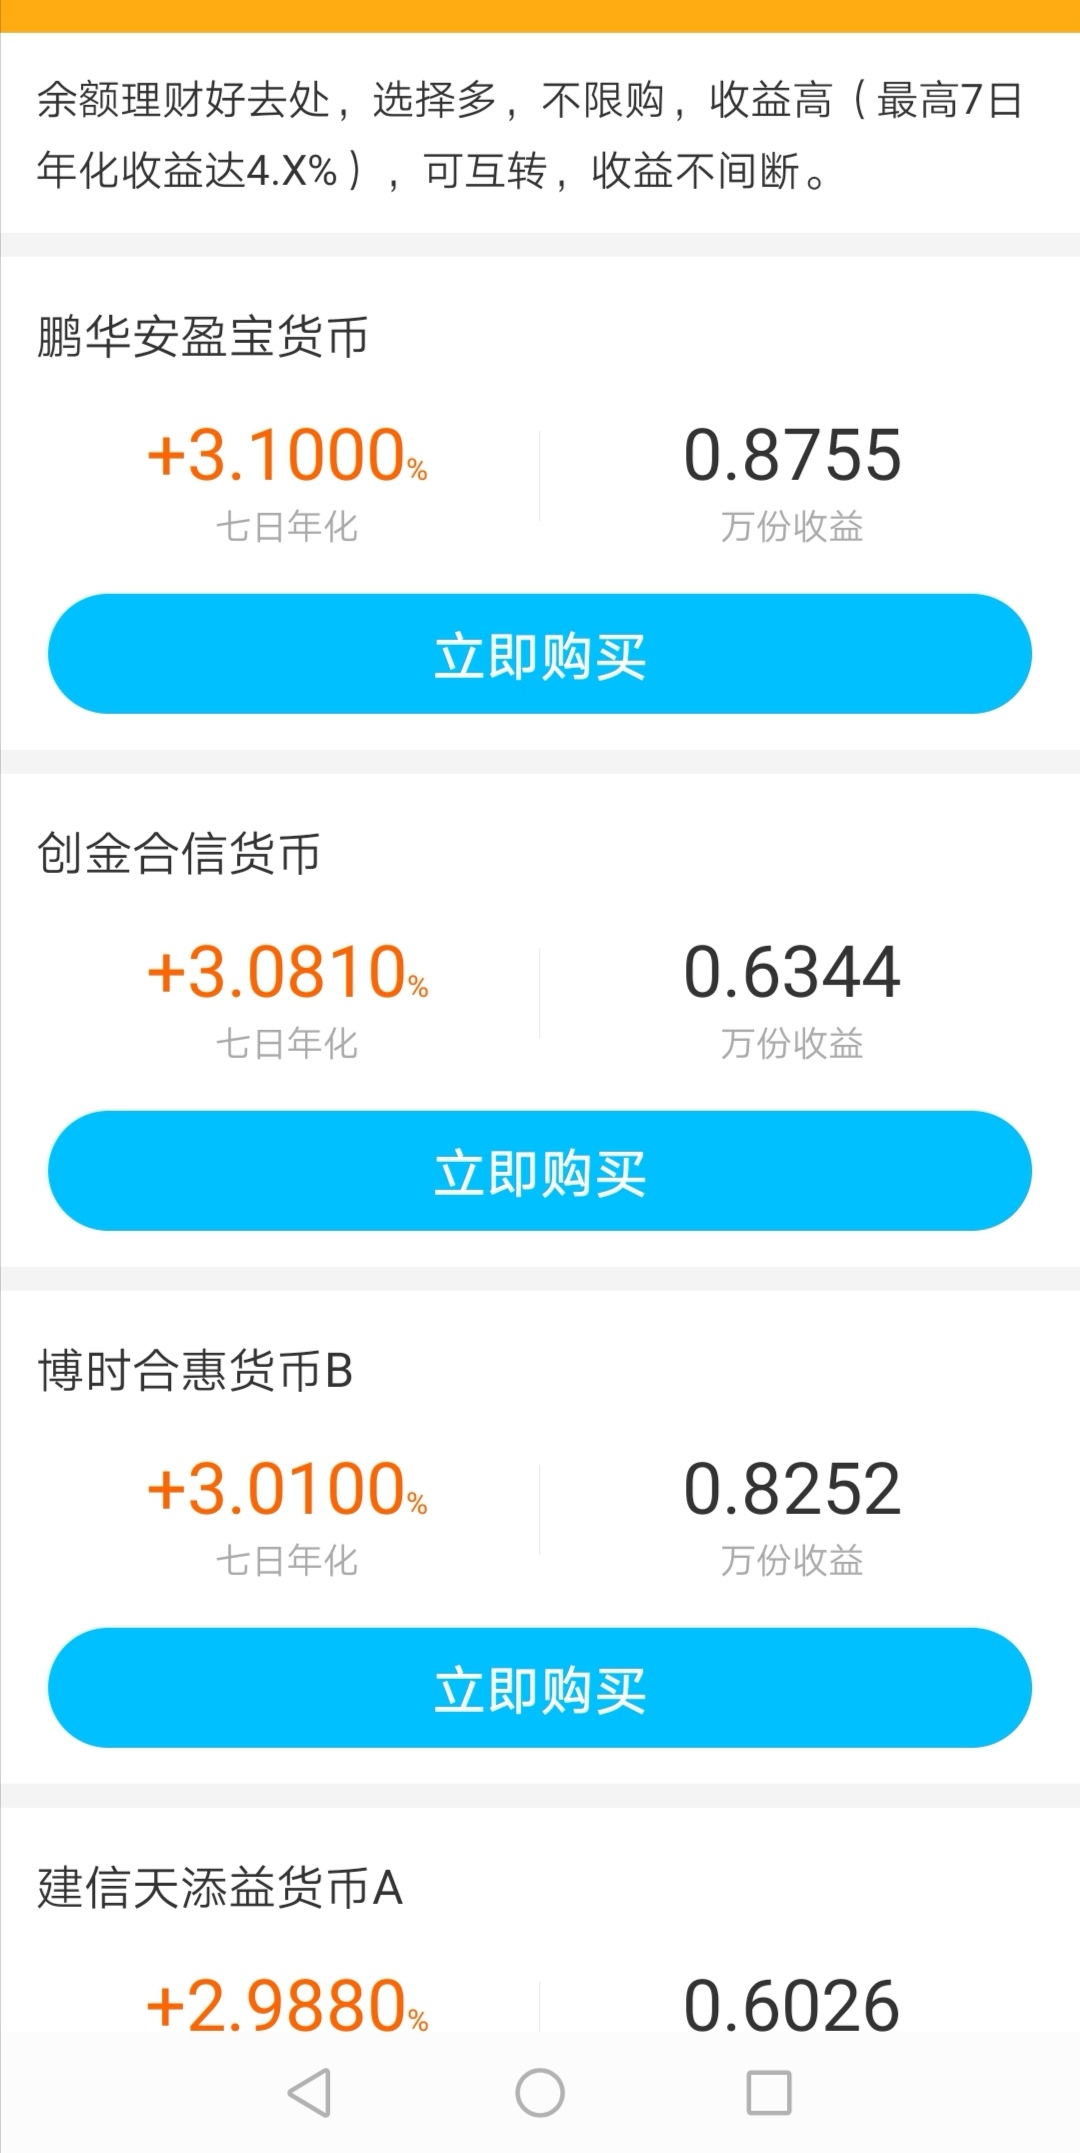 余额理财好去处，选择多，不限购，收益高（最高7日
年化收益达4.X%），可互转，收益不间断。
鹏华安盈宝货币
+3.1000% 0.8755
七日年化 万份收益
立即购买
创金合信货币
+3.0810% 0.6344
七日年化 万份收益
立即购买
博时合惠货币B
+3.0100% 0.8252
七日年化 万份收益
立即购买
建信天添益货币A
+2.9880% 0.6026